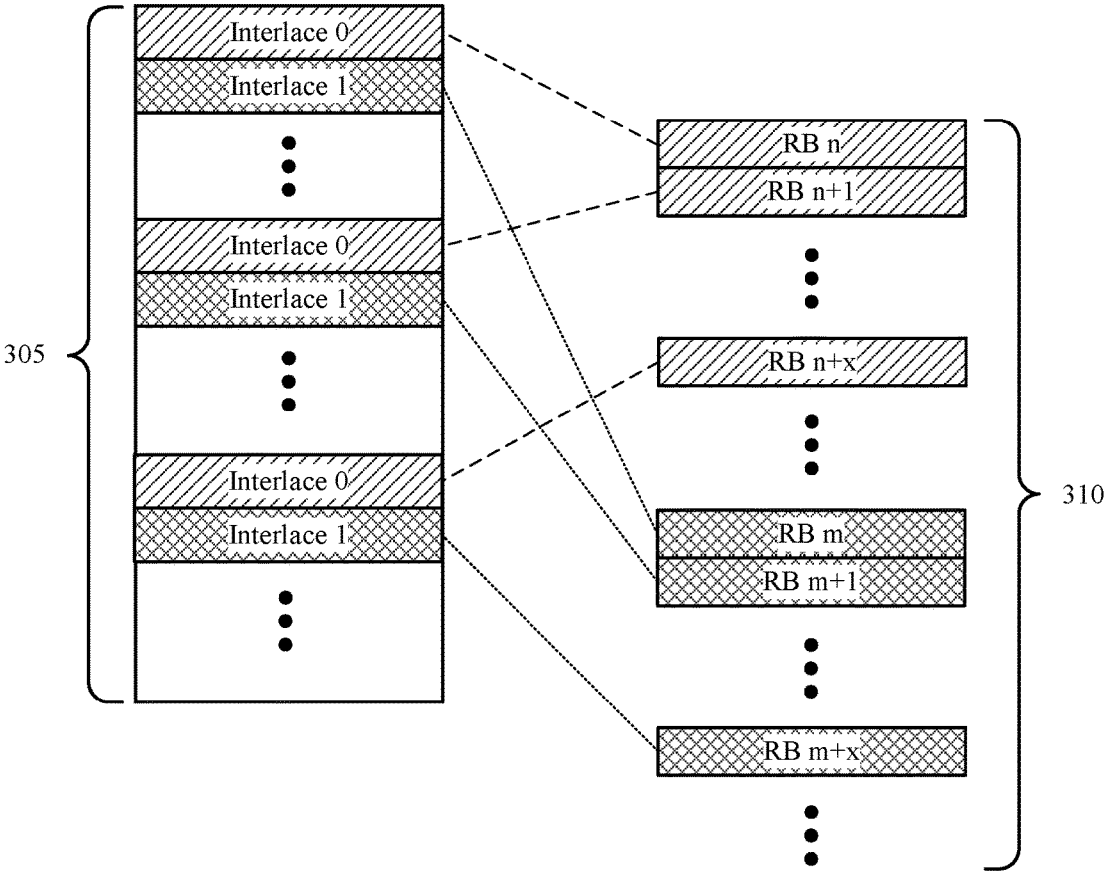 Interlace 0
Interlace 1
Interlace 0
Interlace 1
305
Interlace 0
Interlace 1
RB n
RB n+1
RB n+x
RB m
RB m+1
RB m+x
310